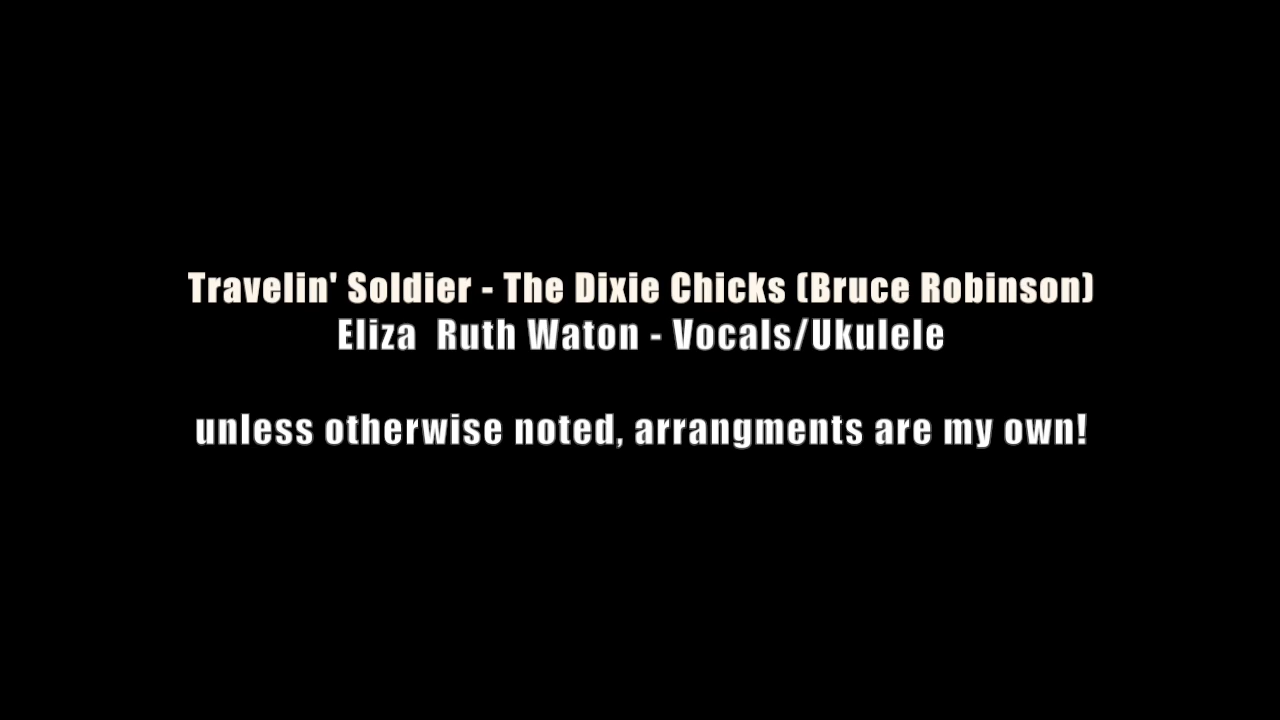 Travelin' Soldier - The Dixie Chicks (Bruce Robinson)
Eliza  Ruth Waton - Vocals/Ukulele
unless otherwise noted, arrangments are my own!